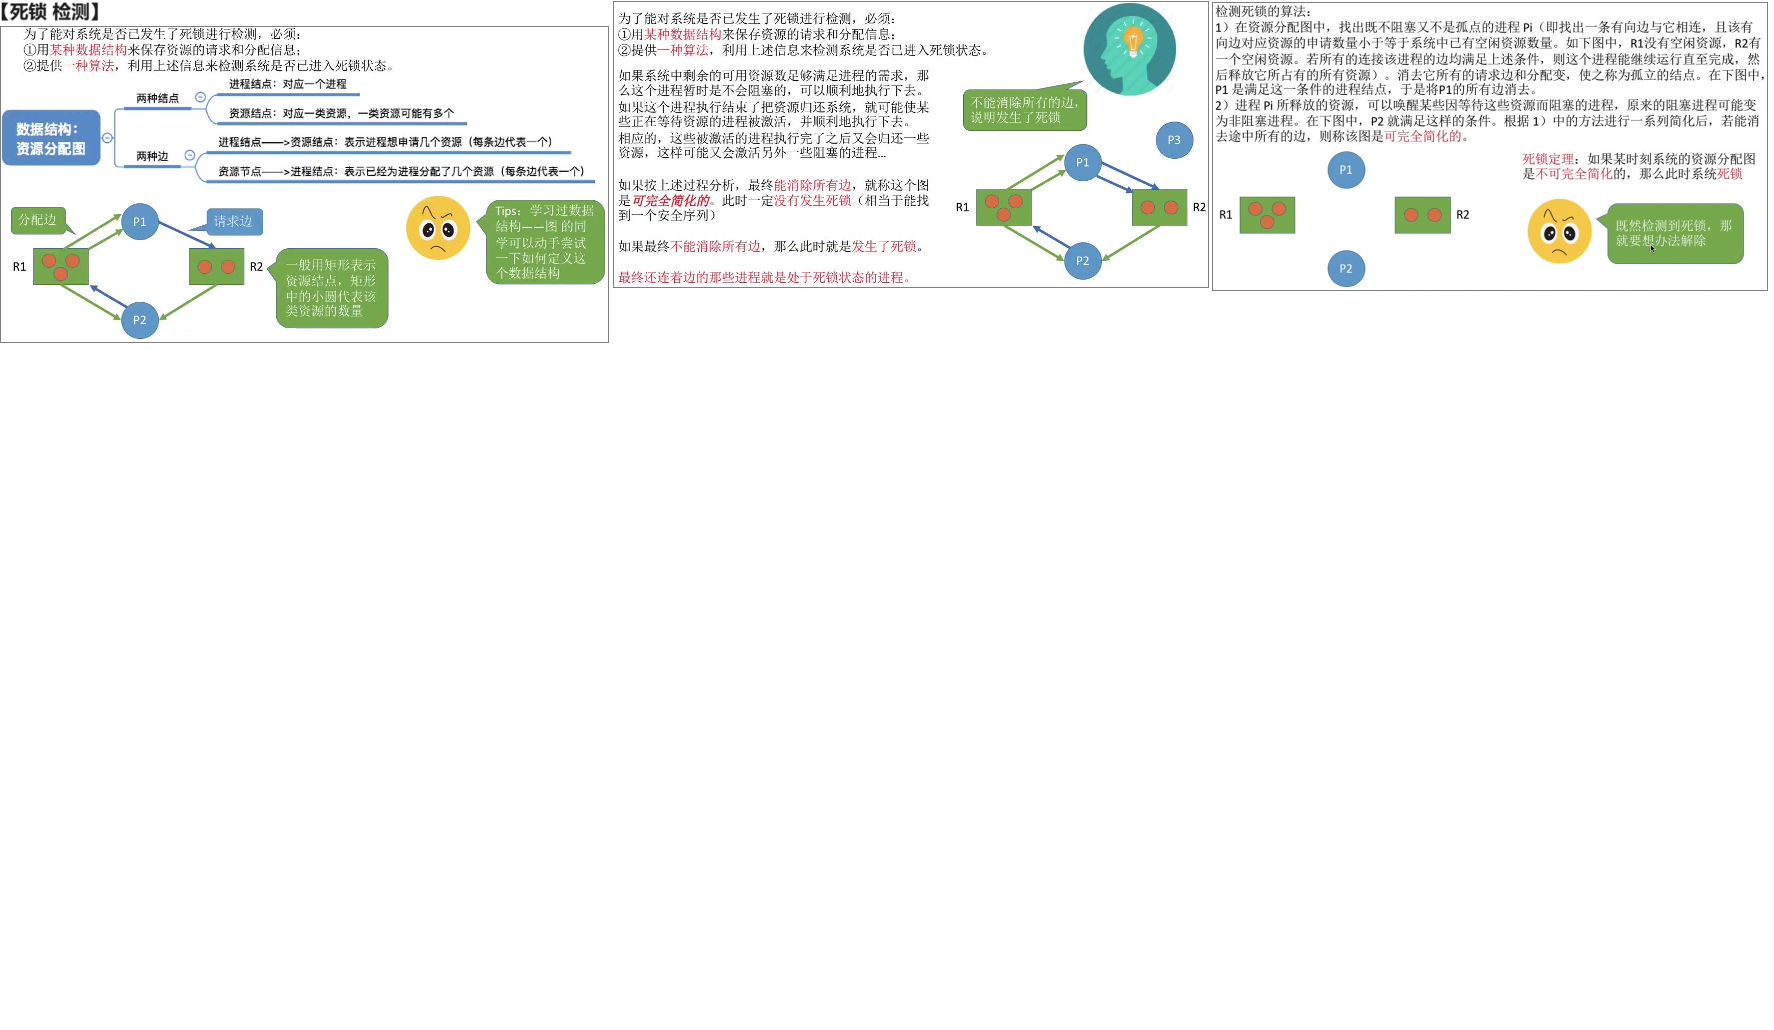 【死锁 检测】
为了能对系统是否已发生了死锁进行检测，必须：
①用某种数据结构来保存资源的请求和分配信息；
②提供一种算法，利用上述信息来检测系统是否已进入死锁状态。
数据结构：
资源分配图
两种结点
进程结点：对应一个进程
资源结点：对应一类资源，一类资源可能有多个
两种边
进程结点——>资源结点：表示进程想申请几个资源（每条边代表一个）
资源节点——>进程结点：表示已经为进程分配了几个资源（每条边代表一个）
分配边
P1
请求边
R1
R2
P2
一般用矩形表示
资源结点，矩形
中的小圆代表该
类资源的数量
Tips：学习过数据
结构——图 的同
学可以动手尝试
一下如何定义这
个数据结构
为了能对系统是否已发生了死锁进行检测，必须：
①用某种数据结构来保存资源的请求和分配信息；
②提供一种算法，利用上述信息来检测系统是否已进入死锁状态。
如果系统中剩余的可用资源数足够满足进程的需求，那
么这个进程暂时是不会阻塞的，可以顺利地执行下去。
如果这个进程执行结束了把资源归还系统，就可能使某
些正在等待资源的进程被激活，并顺利地执行下去。
相应的，这些被激活的进程执行完了之后又会归还一些
资源，这样可能又会激活另外一些阻塞的进程...
如果按上述过程分析，最终能消除所有边，就称这个图
是可完全简化的。此时一定没有发生死锁（相当于能找
到一个安全序列）
如果最终不能消除所有边，那么此时就是发生了死锁。
最终还连着边的那些进程就是处于死锁状态的进程。
不能消除所有的边，
说明发生了死锁
P3
P1
R1
R2
P2
检测死锁的算法：
1）在资源分配图中，找出既不阻塞又不是孤点的进程 Pi（即找出一条有向边与它相连，且该有
向边对应资源的申请数量小于等于系统中已有空闲资源数量。如下图中，R1没有空闲资源，R2有
一个空闲资源。若所有的连接该进程的边均满足上述条件，则这个进程能继续运行直至完成，然
后释放它所占有的所有资源）。消去它所有的请求边和分配变，使之称为孤立的结点。在下图中，
P1 是满足这一条件的进程结点，于是将P1的所有边消去。
2）进程 Pi 所释放的资源，可以唤醒某些因等待这些资源而阻塞的进程，原来的阻塞进程可能变
为非阻塞进程。在下图中，P2 就满足这样的条件。根据 1）中的方法进行一系列简化后，若能消
去途中所有的边，则称该图是可完全简化的。
P1
R1
R2
P2
死锁定理：如果某时刻系统的资源分配图
是不可完全简化的，那么此时系统死锁
既然检测到死锁，那
就要想办法解除